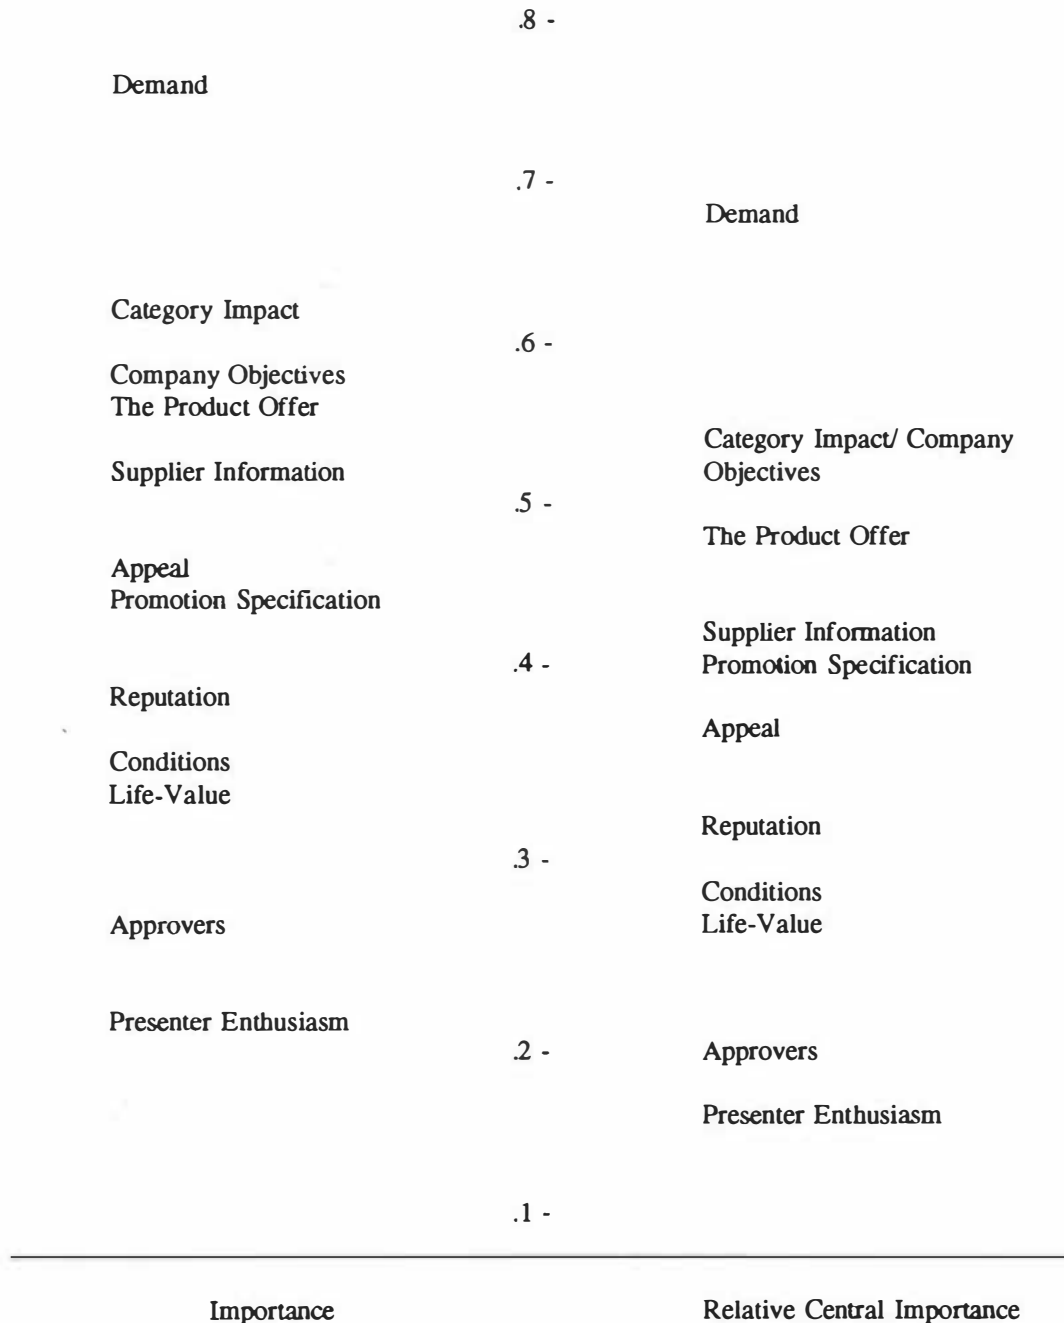 .8 -
Demand
.7 -
Demand
Category Impact
.6 -
Company Objectives
The Product Offer
Category Impact/ Company
Supplier Information
Objectives
.5 -
The Product Offer
Appeal
Promotion Specification
Supplier Information
.4 -
Promotion Specification
Reputation
Appeal
Conditions
Life-Value
Reputation
.3 -
Conditions
Approvers
Life-Value
Presenter Enthusiasm
.2 -
Approvers
Presenter Enthusiasm
.1 -
Importance
Relative Central Importance